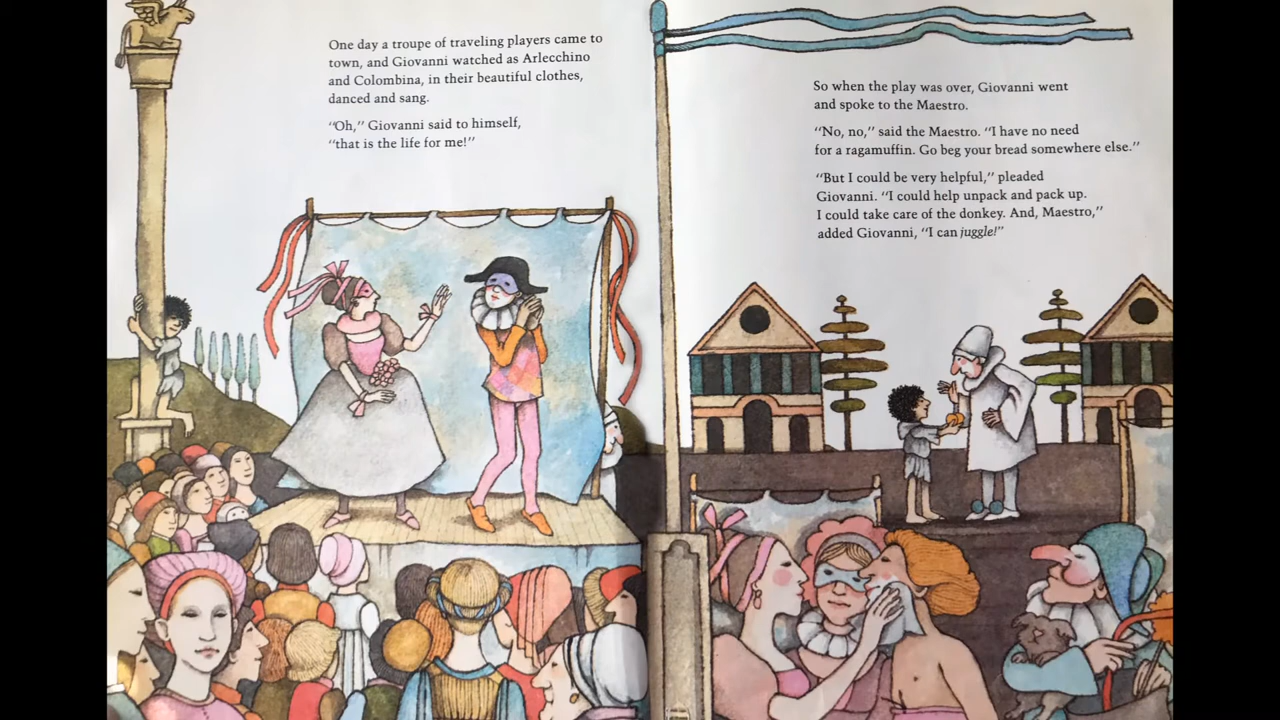 One day a troupe of traveling players came to
town, and Giovanni watched as Arlecchino
and Colombina, in their beautiful clothes,
danced and sang.
“Oh,” Giovanni said to himself,
“that is the life for me!”
So when the play was over, Giovanni went
and spoke to the Maestro.
“No, no,” said the Maestro. “I have no need
for a ragamuffin. Go beg your bread somewhere else.”
“But I could be very helpful,” pleaded
Giovanni. “I could help unpack and pack up.
I could take care of the donkey. And, Maestro,”
added Giovanni, “I can juggle!”